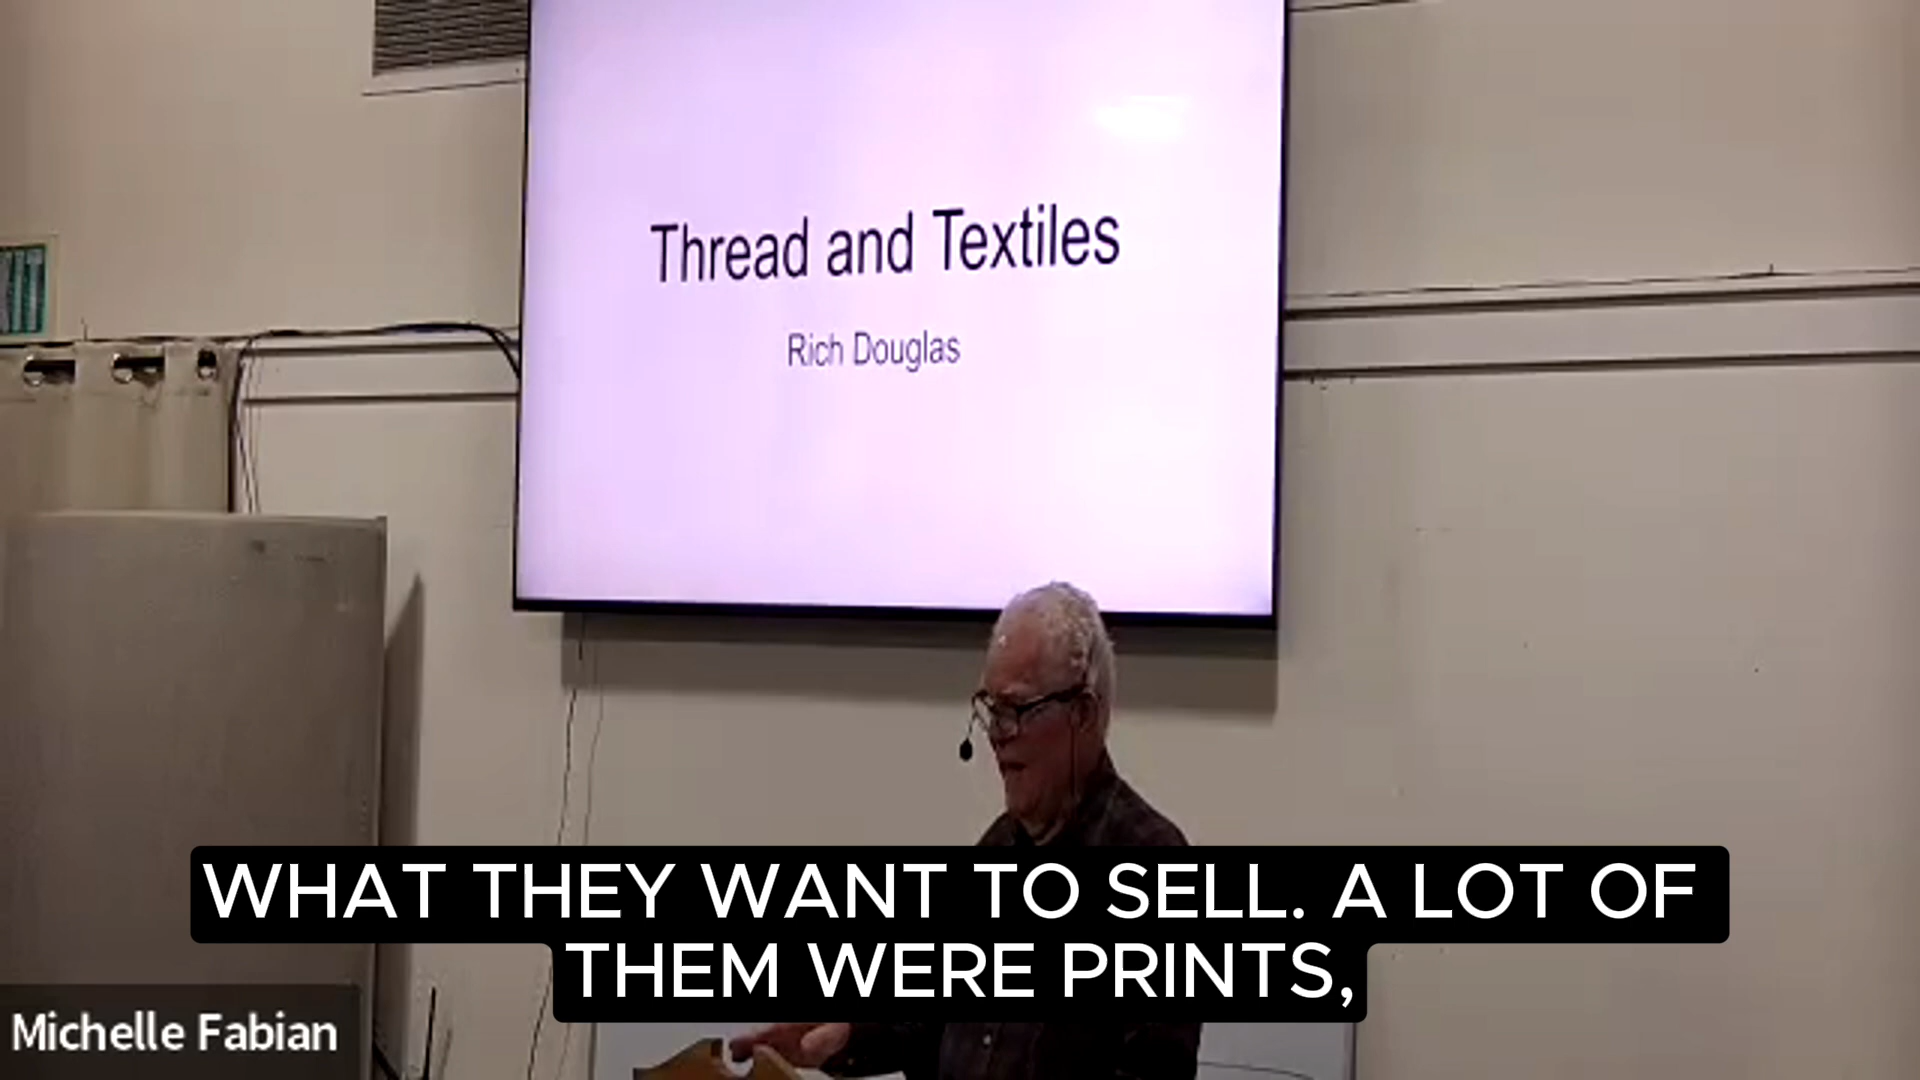 Thread and Textiles
Rich Douglas
WHAT THEY WANT TO SELL. A LOT OF
THEM WERE PRINTS,
Michelle Fabian